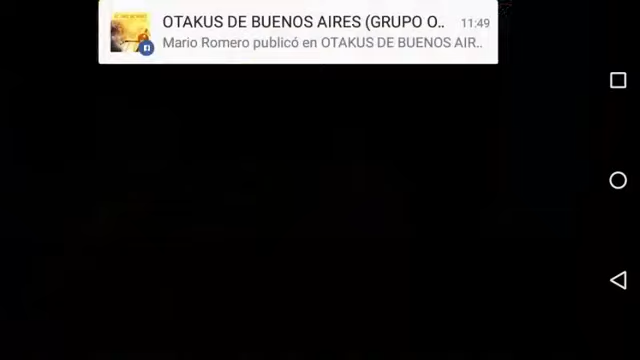 OTAKUS DE BUENOS AIRES (GRUPO O.. 11:49
Mario Romero publicó en OTAKUS DE BUENOS AIR..